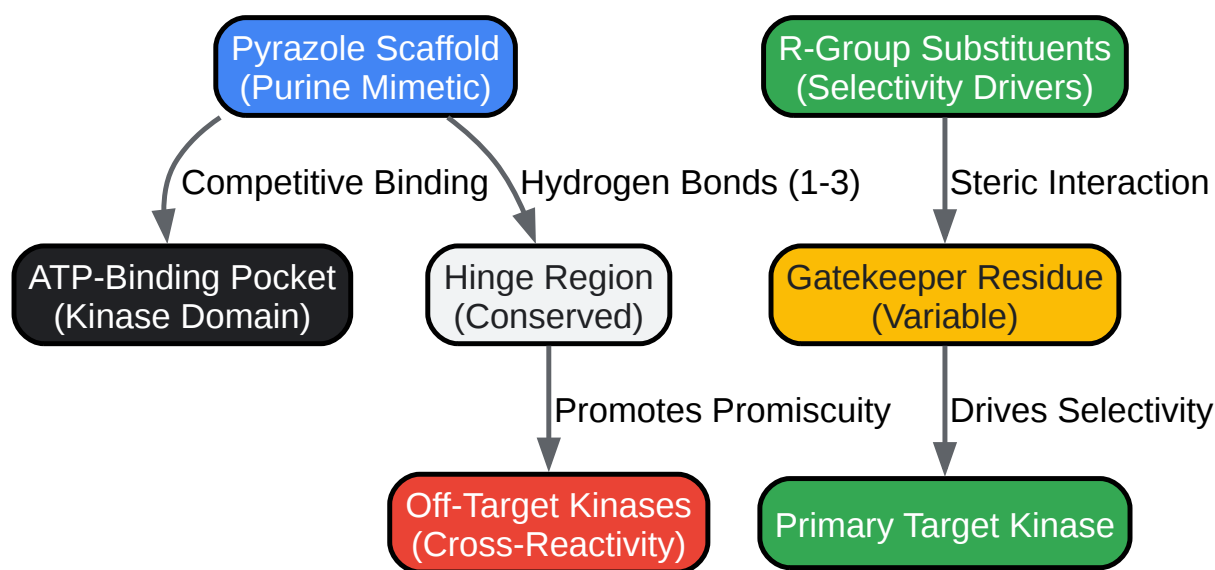 Pyrazole Scaffold
(Purine Mimetic)
R-Group Substituents
(Selectivity Drivers)
Competitive Binding
Hydrogen Bonds (1-3)
Steric Interaction
ATP-Binding Pocket
(Kinase Domain)
Hinge Region
(Conserved)
Gatekeeper Residue
(Variable)
Promotes Promiscuity
Drives Selectivity
Off-Target Kinases
(Cross-Reactivity)
Primary Target Kinase